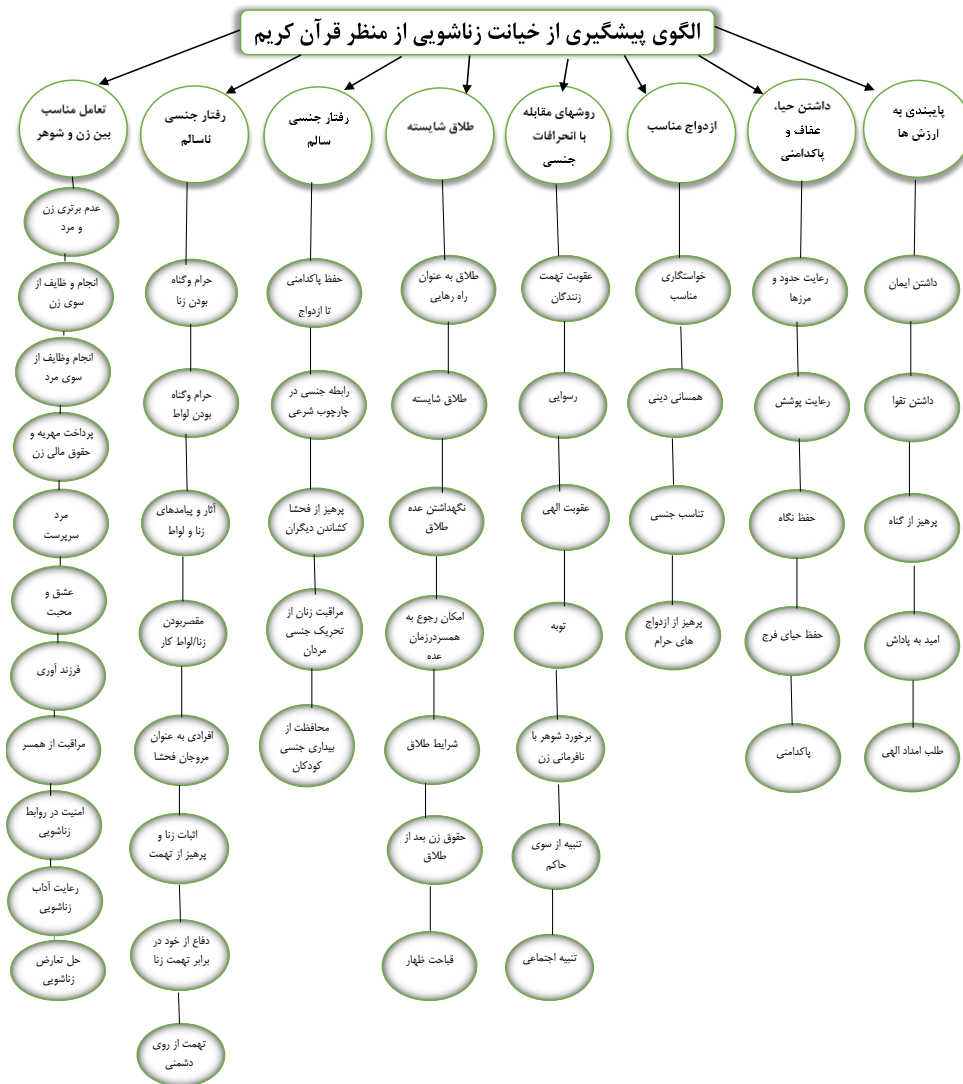 الگوی پیشگیری از خیانت زناشویی از منظر قرآن کریم
پایبندی به
ارزش ها
داشتن ایمان
داشتن تقوا
پرهیز از گناه
امید به پاداش
طلب امداد الهی
داشتن حیا،
عفاف و
پاکدامنی
رعایت حدود و
مرزها
رعایت پوشش
حفظ نگاه
حفظ حیای فرج
پاکدامنی
ازدواج مناسب
خواستگاری
مناسب
همسانی دینی
تناسب جنسی
پرهیز از ازدواج
های حرام
روشهای مقابله
با انحرافات
جنسی
عقوبت تهمت
زنندگان
رسوایی
عقوبت الهی
توبه
برخورد شوهر با
نافرمانی زن
تنبیه از سوی
حاکم
تنبیه اجتماعی
طلاق شایسته
طلاق به عنوان
راه رهایی
طلاق شایسته
نگهداشتن عده
طلاق
امکان رجوع به
همسردرزمان
عده
شرایط طلاق
حقوق زن بعد از
طلاق
قباحت ظهار
رفتار جنسی
سالم
حفظ پاکدامنی
تا ازدواج
رابطه جنسی در
چارچوب شرعی
پرهیز از فحشا
کشاندن دیگران
مراقبت زنان از
تحریک جنسی
مردان
محافظت از
بیداری جنسی
کودکان
رفتار جنسی
ناسالم
حرام وگناه
بودن زنا
حرام وگناه
بودن لواط
آثار و پیامدهای
زنا و لواط
مقصربودن
زنا/لواط کار
افرادی به عنوان
مروجان فحشا
اثبات زنا و
پرهیز از تهمت
دفاع از خود در
برابر تهمت زنا
تهمت از روی
دشمنی
تعامل مناسب
بین زن و شوهر
عدم برتری زن
و مرد
انجام و ظایف از
سوی زن
انجام وظایف از
سوی مرد
پرداخت مهریه و
حقوق مالی زن
مرد
سرپرست
عشق و
محبت
فرزند آوری
مراقبت از همسر
امنیت در روابط
زناشویی
رعایت آداب
زناشویی
حل تعارض
زناشویی